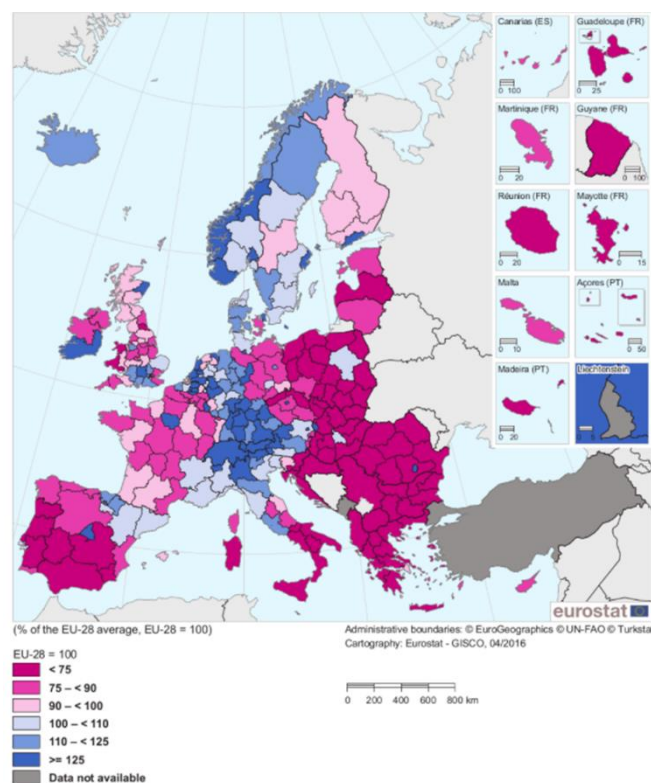 Canarias (ES)
0 100
Guadeloupe (FR)
0 25
Martinique (FR)
0 20
Guyane (FR)
0 100
Réunion (FR)
0 20
Mayotte (FR)
0 15
Malta
0 10
Açores (PT)
0 50
Madeira (PT)
0 20
Liechtenstein
eurostat
(% of the EU-28 average, EU-28 = 100)
Administrative boundaries: © EuroGeographics © UN-FAO © Turksta
Cartography: Eurostat - GISCO, 04/2016
EU-28 = 100
< 75
75 – < 90
90 – < 100
100 – < 110
110 – < 125
>= 125
Data not available
0 200 400 600 800 km